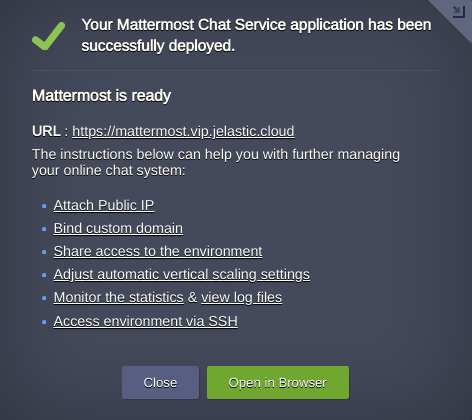 Your Mattermost Chat Service application has been
successfully deployed.
Mattermost is ready
URL : https://mattermost.vip.jelastic.cloud
The instructions below can help you with further managing
your online chat system:
Attach Public IP
Bind custom domain
Share access to the environment
Adjust automatic vertical scaling settings
Monitor the statistics & view log files
Access environment via SSH
Close Open in Browser